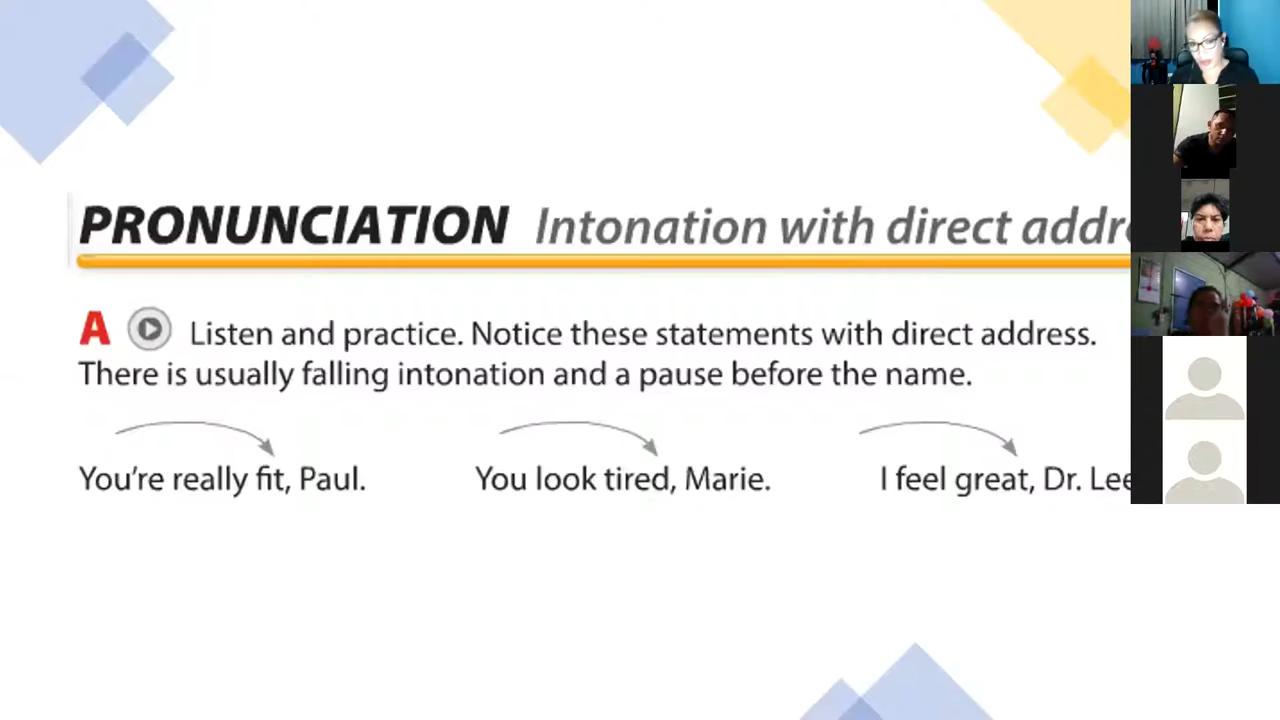 PRONUNCIATION Intonation with direct addr
A Listen and practice. Notice these statements with direct address.
There is usually falling intonation and a pause before the name.
You're really fit, Paul. You look tired, Marie. I feel great, Dr. Lee